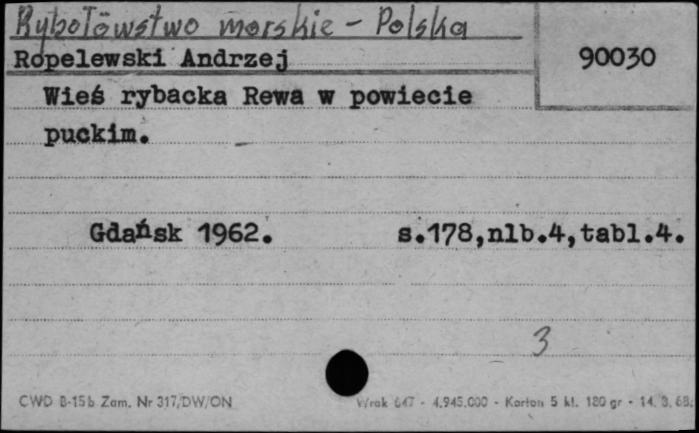 Rybołówstwo morskie - Polska
Ropelewski Andrzej
90030
Wieś rybacka Rewa w powiecie
puckim.
Gdańsk 1962. s.178,nlb.4,tabl.4.
3
CWD B-15b Zam. Nr 317/DW/ON W/rak 647 - 4.945.000 - Karton 5 kl. 180 gr - 14. 3. 68.